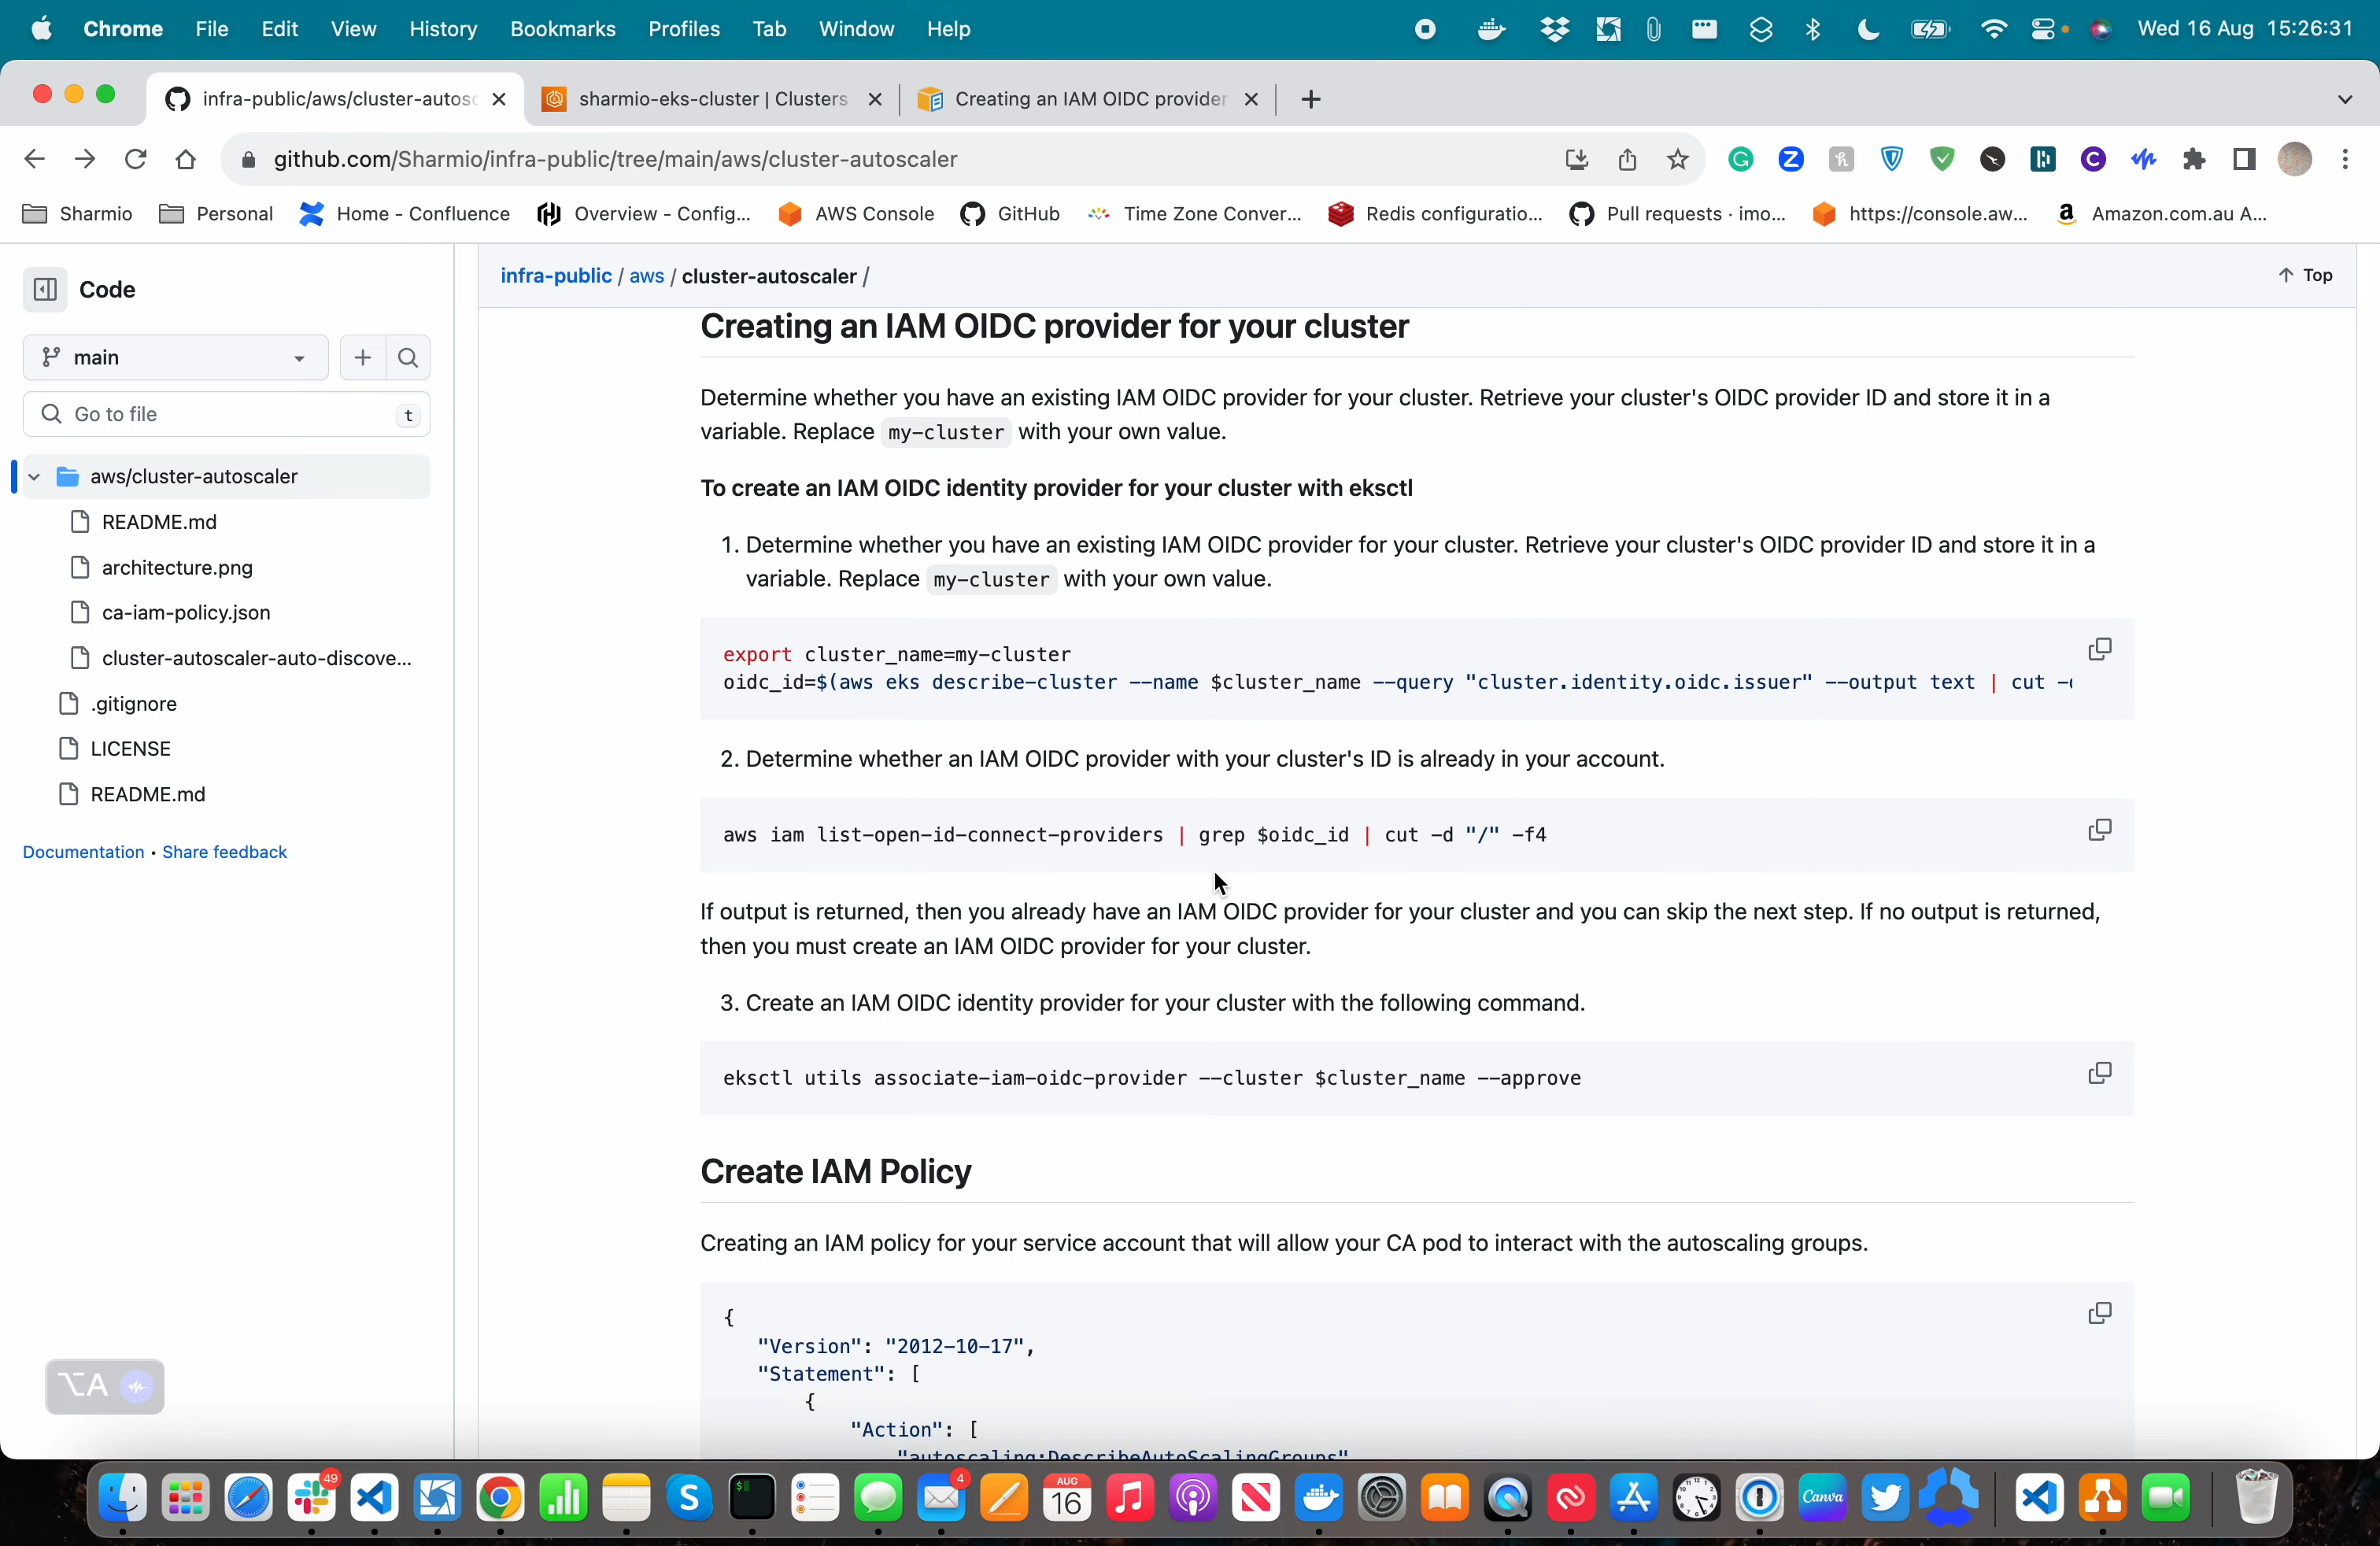 Chrome File Edit View History Bookmarks Profiles Tab Window Help
Wed 16 Aug 15:26:31
infra-public/aws/cluster-autosc
sharmio-eks-cluster | Clusters
Creating an IAM OIDC provider
github.com/Sharmio/infra-public/tree/main/aws/cluster-autoscaler
Sharmio Personal Home - Confluence Overview - Config... AWS Console GitHub Time Zone Conver... Redis configuratio... Pull requests · imo... https://console.aw... Amazon.com.au A...
Code
main
Go to file t
aws/cluster-autoscaler
README.md
architecture.png
ca-iam-policy.json
cluster-autoscaler-auto-discove...
.gitignore
LICENSE
README.md
Documentation • Share feedback
infra-public / aws / cluster-autoscaler /
Top
Creating an IAM OIDC provider for your cluster
Determine whether you have an existing IAM OIDC provider for your cluster. Retrieve your cluster's OIDC provider ID and store it in a
variable. Replace my-cluster with your own value.
To create an IAM OIDC identity provider for your cluster with eksctl
1. Determine whether you have an existing IAM OIDC provider for your cluster. Retrieve your cluster's OIDC provider ID and store it in a
variable. Replace my-cluster with your own value.
export cluster_name=my-cluster
oidc_id=$(aws eks describe-cluster --name $cluster_name --query "cluster.identity.oidc.issuer" --output text | cut -
2. Determine whether an IAM OIDC provider with your cluster's ID is already in your account.
aws iam list-open-id-connect-providers | grep $oidc_id | cut -d "/" -f4
If output is returned, then you already have an IAM OIDC provider for your cluster and you can skip the next step. If no output is returned,
then you must create an IAM OIDC provider for your cluster.
3. Create an IAM OIDC identity provider for your cluster with the following command.
eksctl utils associate-iam-oidc-provider --cluster $cluster_name --approve
Create IAM Policy
Creating an IAM policy for your service account that will allow your CA pod to interact with the autoscaling groups.
{
"Version": "2012-10-17",
"Statement": [
{
"Action": [
"autoscaling:DescribeAutoScalingGroups"
⌥A
49
4
AUG
16
Canva